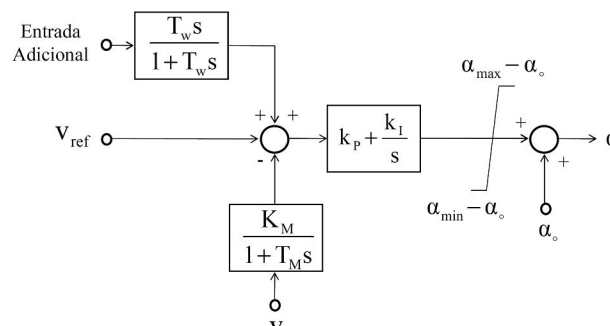 Entrada
Adicional
T_w s
1 + T_w s
v_ref
+ +
-
k_P + k_I
s
K_M
1 + T_M s
α_max − α_o
α_min − α_o
+
+
α_o